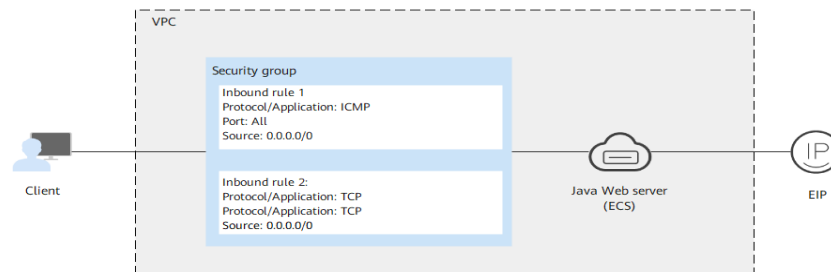 VPC
Security group
Inbound rule 1
Protocol/Application: ICMP
Port: All
Source: 0.0.0.0/0
Inbound rule 2:
Protocol/Application: TCP
Protocol/Application: TCP
Source: 0.0.0.0/0
Client
Java Web server
(ECS)
IP
EIP